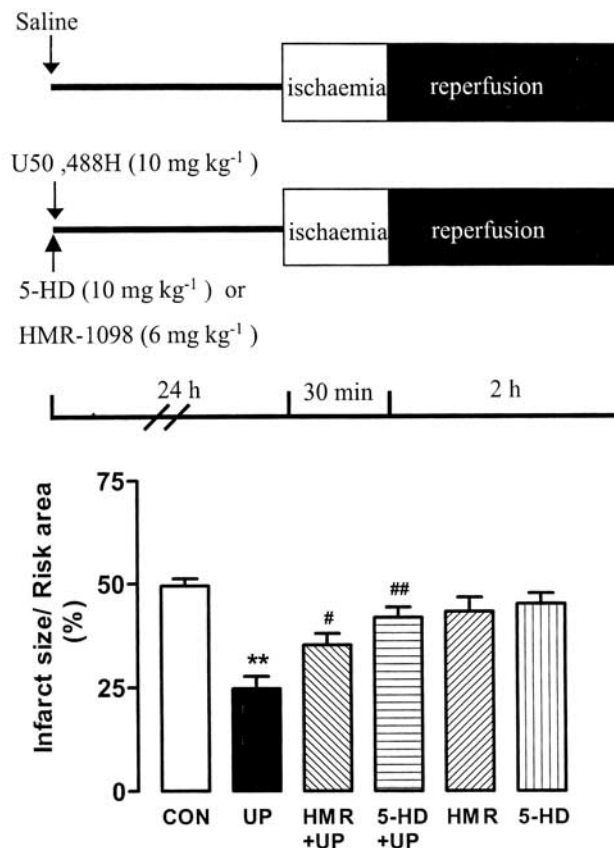 Saline
ischaemia
reperfusion
U50 ,488H (10 mg kg⁻¹ )
ischaemia
reperfusion
5-HD (10 mg kg⁻¹ ) or
HMR-1098 (6 mg kg⁻¹ )
24 h
30 min
2 h
Infarct size/ Risk area
(%)
75
50
25
0
**
#
##
CON
UP
HMR
+UP
5-HD
+UP
HMR
5-HD